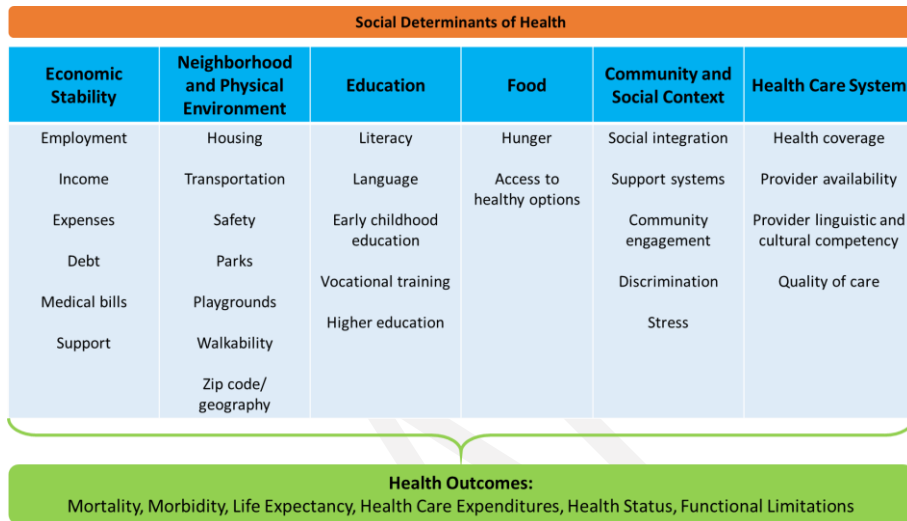 Social Determinants of Health
Economic
Stability
Neighborhood
and Physical
Environment
Education
Food
Community and
Social Context
Health Care System
Employment
Income
Expenses
Debt
Medical bills
Support
Housing
Transportation
Safety
Parks
Playgrounds
Walkability
Zip code/
geography
Literacy
Language
Early childhood
education
Vocational training
Higher education
Hunger
Access to
healthy options
Social integration
Support systems
Community
engagement
Discrimination
Stress
Health coverage
Provider availability
Provider linguistic and
cultural competency
Quality of care
Health Outcomes:
Mortality, Morbidity, Life Expectancy, Health Care Expenditures, Health Status, Functional Limitations